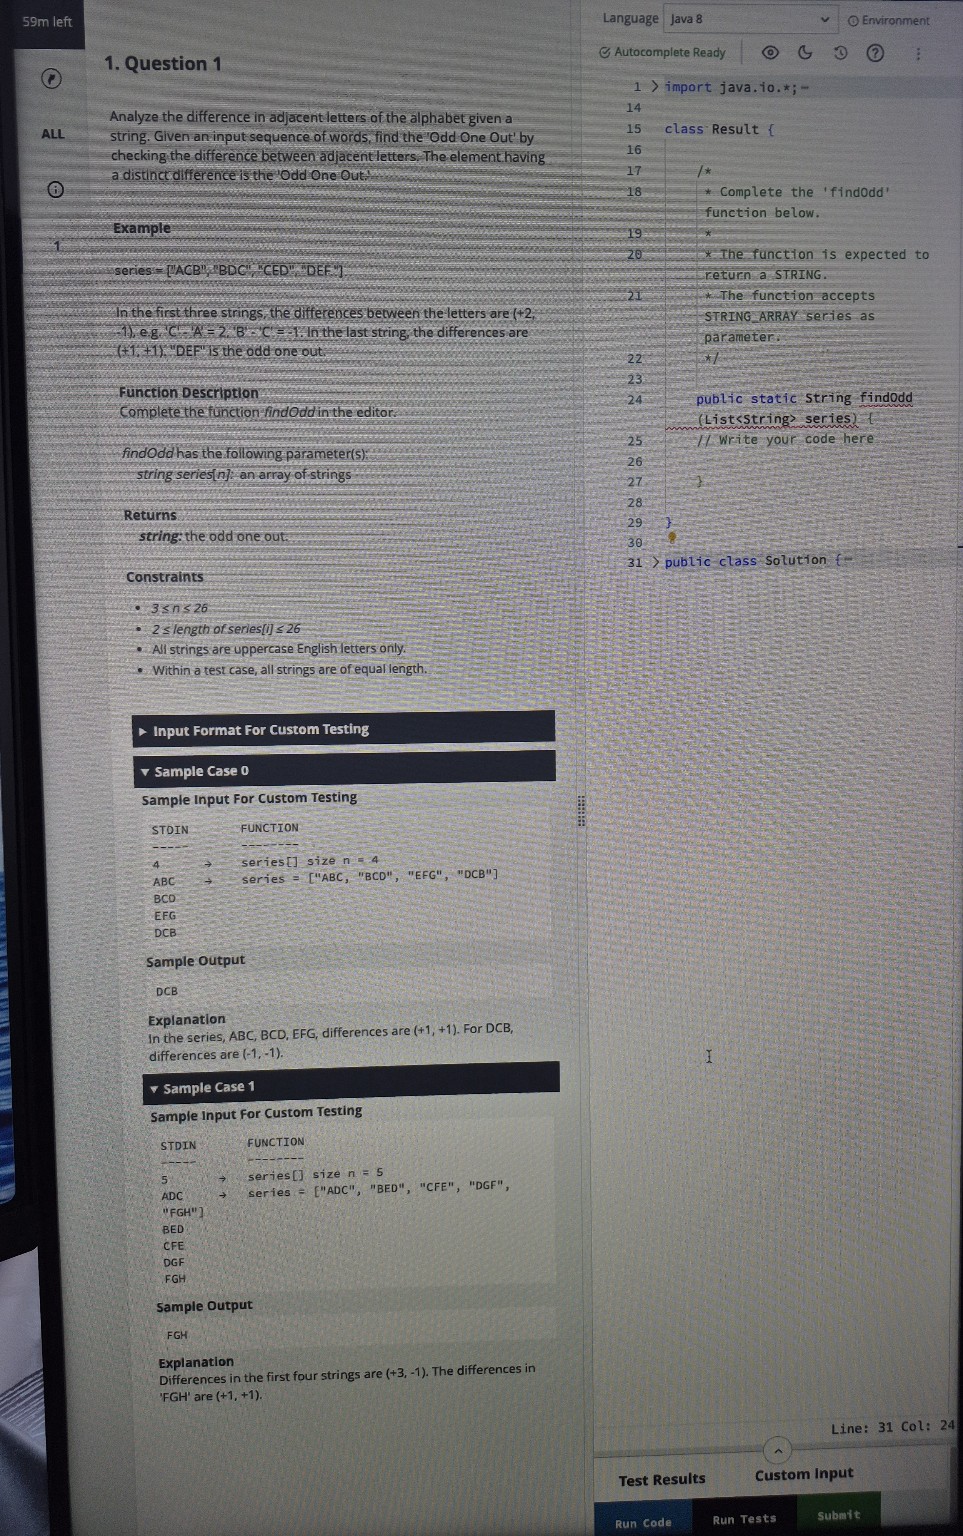 59m left
ALL
1
1. Question 1
Analyze the difference in adjacent letters of the alphabet given a
string. Given an input sequence of words, find the 'Odd One Out' by
checking the difference between adjacent letters. The element having
a distinct difference is the 'Odd One Out.'
Example
series = ["ACB", "BDC", "CED", "DEF "]
In the first three strings, the differences between the letters are (+2,
-1), e.g. 'C' - 'A' = 2, 'B' - 'C' = -1. In the last string, the differences are
(+1, +1). "DEF" is the odd one out.
Function Description
Complete the function findOdd in the editor.
findOdd has the following parameter(s):
string series[n]: an array of strings
Returns
string: the odd one out.
Constraints
• 3 ≤ n ≤ 26
• 2 ≤ length of series[i] ≤ 26
• All strings are uppercase English letters only.
• Within a test case, all strings are of equal length.
▶ Input Format For Custom Testing
▼ Sample Case 0
Sample Input For Custom Testing
STDIN FUNCTION
----- --------
4 → series[] size n = 4
ABC → series = ["ABC, "BCD", "EFG", "DCB"]
BCD
EFG
DCB
Sample Output
DCB
Explanation
In the series, ABC, BCD, EFG, differences are (+1, +1). For DCB,
differences are (-1, -1).
▼ Sample Case 1
Sample Input For Custom Testing
STDIN FUNCTION
----- --------
5 → series[] size n = 5
ADC → series = ["ADC", "BED", "CFE", "DGF",
"FGH"]
BED
CFE
DGF
FGH
Sample Output
FGH
Explanation
Differences in the first four strings are (+3, -1). The differences in
'FGH' are (+1, +1).
Language Java 8 Environment
Autocomplete Ready
1 > import java.io.*;
14
15 class Result {
16
17 /*
18 * Complete the 'findOdd'
function below.
19 *
20 * The function is expected to
return a STRING.
21 * The function accepts
STRING_ARRAY series as
parameter.
22 */
23
24 public static String findOdd
(List<String> series) {
25 // Write your code here
26
27 }
28
29 }
30
31 > public class Solution {
Line: 31 Col: 24
Test Results Custom Input
Run Code Run Tests Submit